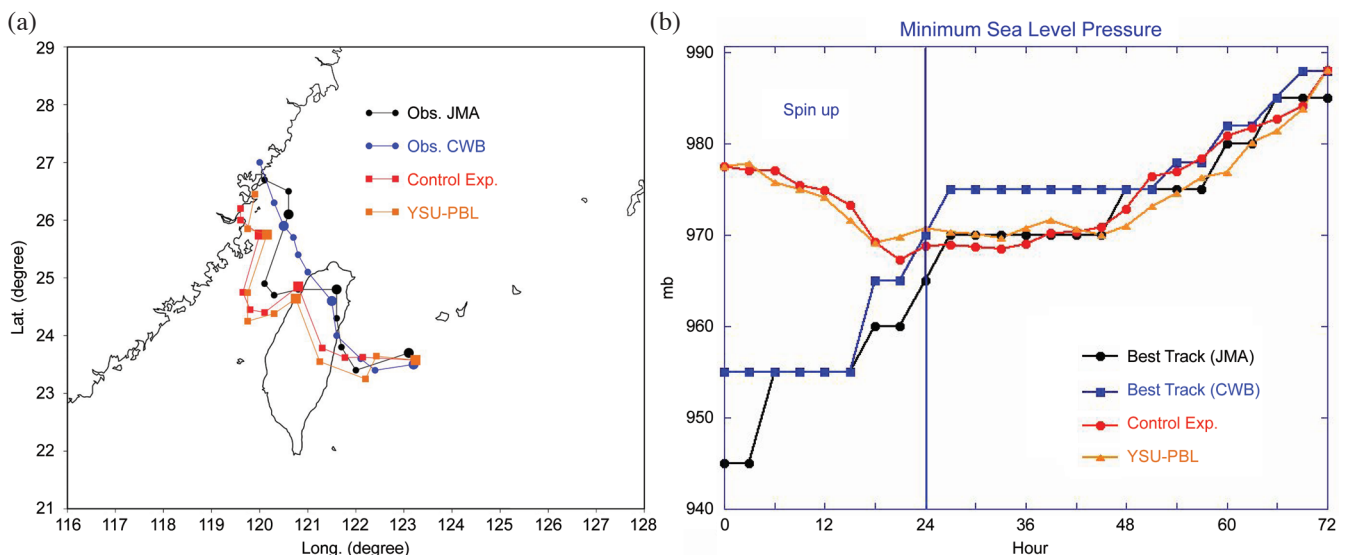 (a)
29
28
27
26
25
24
23
22
21
Lat. (degree)
116 117 118 119 120 121 122 123 124 125 126 127 128
Long. (degree)
Obs. JMA
Obs. CWB
Control Exp.
YSU-PBL
(b)
Minimum Sea Level Pressure
990
980
970
960
950
940
mb
Spin up
Best Track (JMA)
Best Track (CWB)
Control Exp.
YSU-PBL
0 12 24 36 48 60 72
Hour